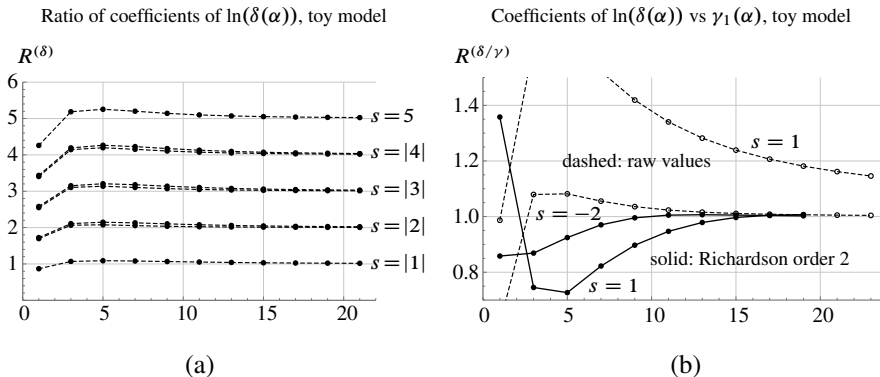 Ratio of coefficients of ln(δ(α)), toy model
R^(δ)
6
5
4
3
2
1
s = 5
s = |4|
s = |3|
s = |2|
s = |1|
0 5 10 15 20
(a)
Coefficients of ln(δ(α)) vs γ₁(α), toy model
R^(δ/γ)
1.4
1.2
1.0
0.8
s = 1
dashed: raw values
s = −2
solid: Richardson order 2
s = 1
0 5 10 15 20
(b)